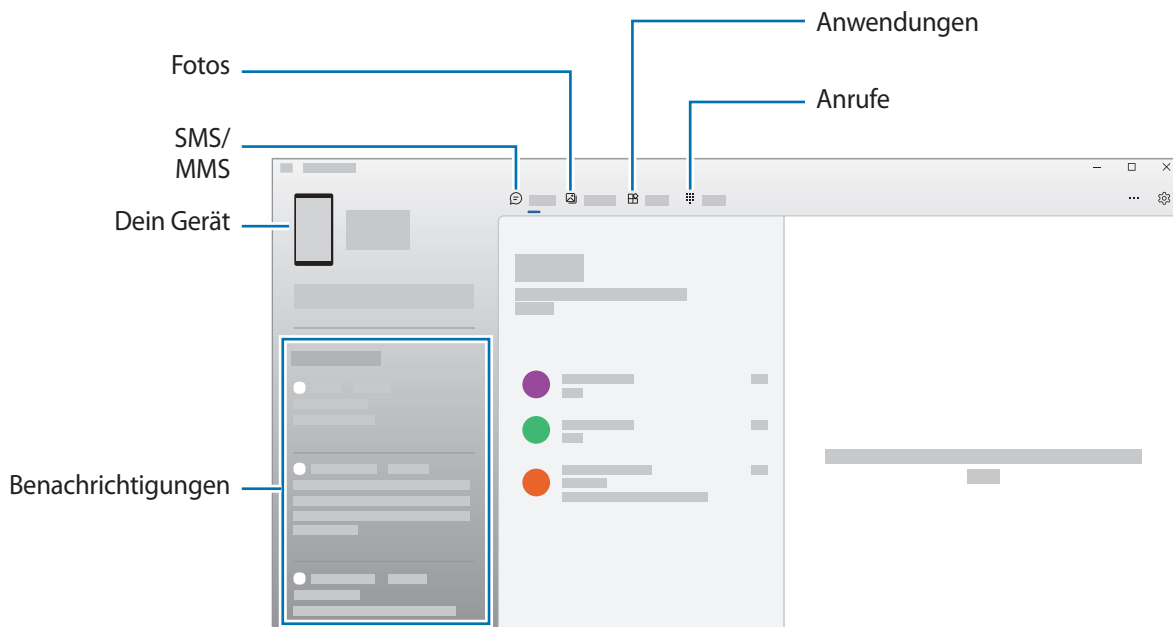 Anwendungen
Fotos
Anrufe
SMS/
MMS
Dein Gerät
Benachrichtigungen